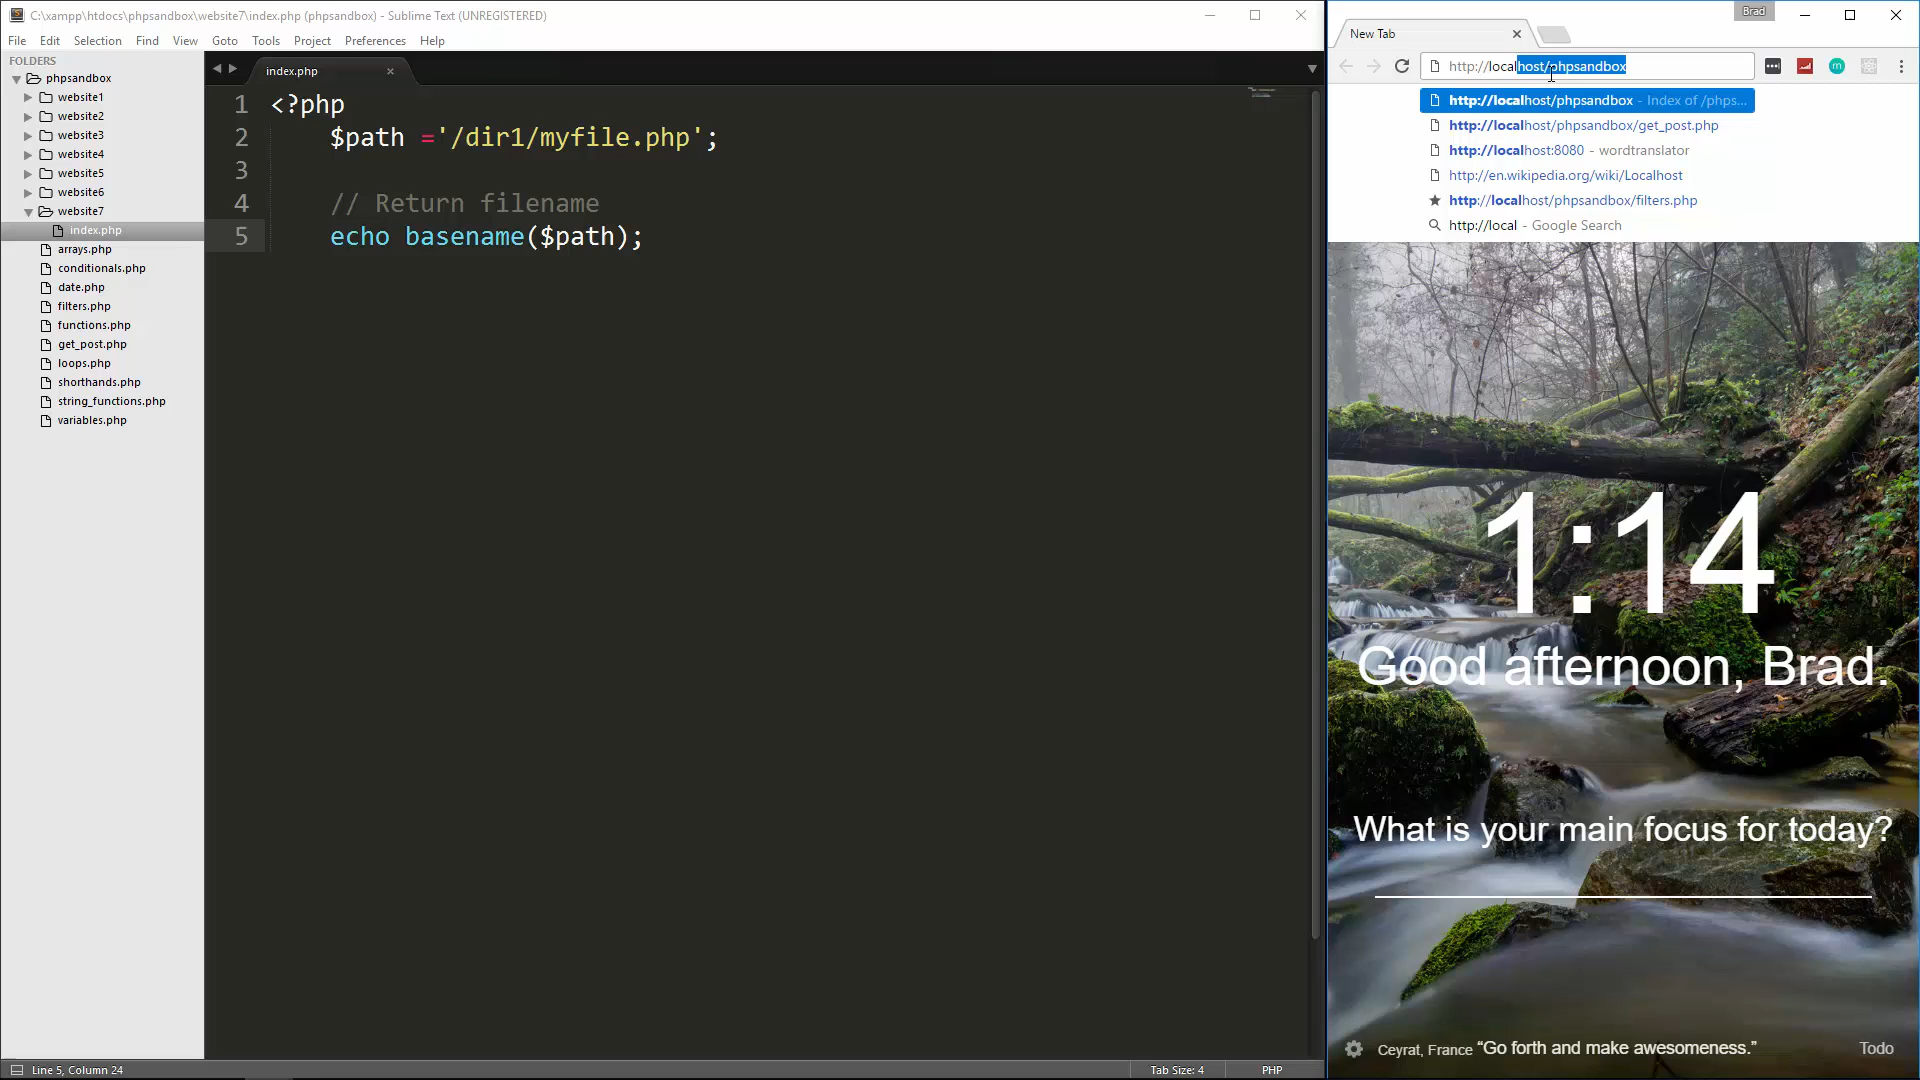 C:\xampp\htdocs\phpsandbox\website7\index.php (phpsandbox) - Sublime Text (UNREGISTERED)
File Edit Selection Find View Goto Tools Project Preferences Help
FOLDERS
phpsandbox
website1
website2
website3
website4
website5
website6
website7
index.php
arrays.php
conditionals.php
date.php
filters.php
functions.php
get_post.php
loops.php
shorthands.php
string_functions.php
variables.php
index.php
1 <?php
2 $path ='/dir1/myfile.php';
3
4 // Return filename
5 echo basename($path);
Line 5, Column 24
Tab Size: 4
PHP
Brad
New Tab
http://localhost/phpsandbox
http://localhost/phpsandbox - Index of /phps...
http://localhost/phpsandbox/get_post.php
http://localhost:8080 - wordtranslator
http://en.wikipedia.org/wiki/Localhost
http://localhost/phpsandbox/filters.php
http://local - Google Search
1:14
Good afternoon, Brad.
What is your main focus for today?
Ceyrat, France “Go forth and make awesomeness.”
Todo